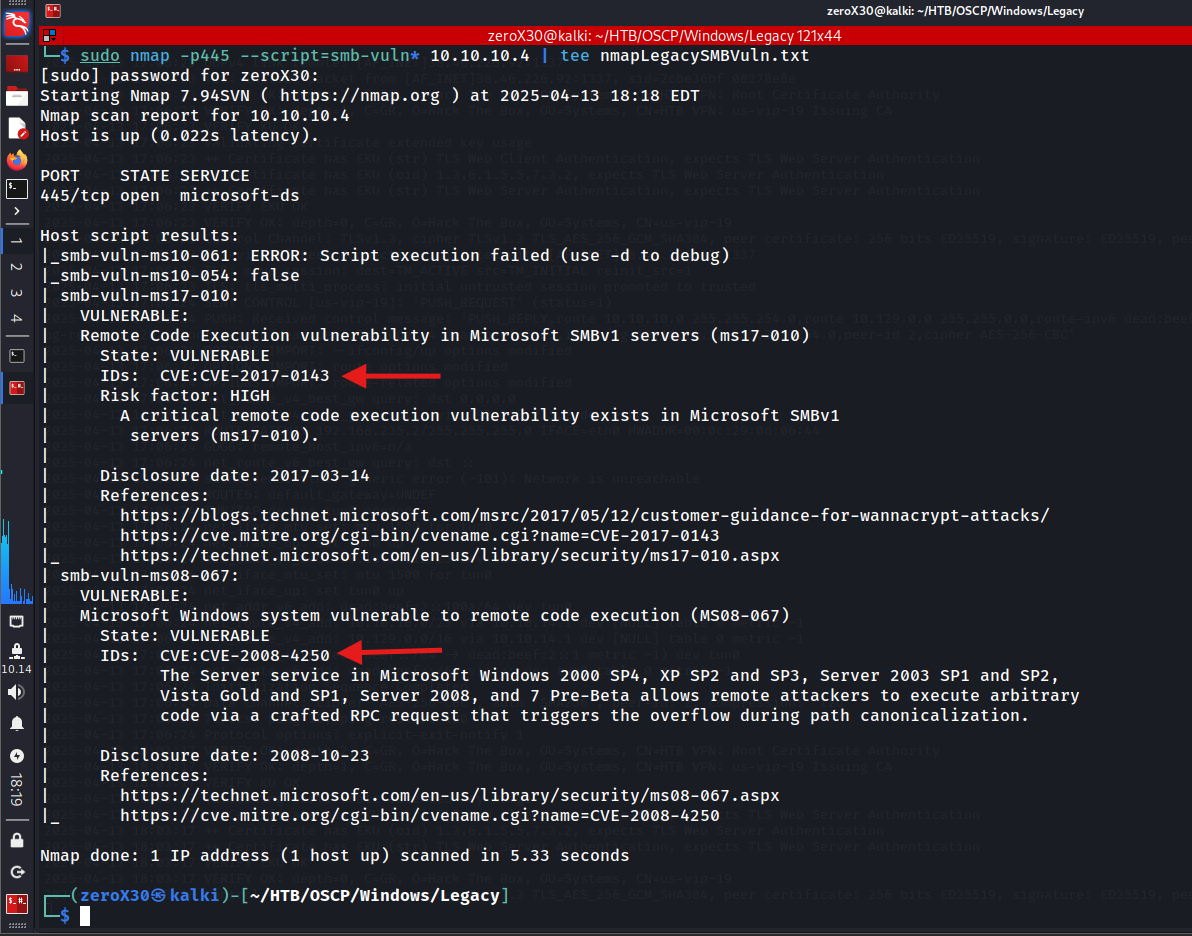 zeroX30@kalki: ~/HTB/OSCP/Windows/Legacy
zeroX30@kalki: ~/HTB/OSCP/Windows/Legacy 121x44
└─$ sudo nmap -p445 --script=smb-vuln* 10.10.10.4 | tee nmapLegacySMBVuln.txt
[sudo] password for zeroX30:
Starting Nmap 7.94SVN ( https://nmap.org ) at 2025-04-13 18:18 EDT
Nmap scan report for 10.10.10.4
Host is up (0.022s latency).
PORT    STATE SERVICE
445/tcp open  microsoft-ds
Host script results:
|_smb-vuln-ms10-061: ERROR: Script execution failed (use -d to debug)
|_smb-vuln-ms10-054: false
| smb-vuln-ms17-010:
|   VULNERABLE:
|   Remote Code Execution vulnerability in Microsoft SMBv1 servers (ms17-010)
|     State: VULNERABLE
|     IDs:  CVE:CVE-2017-0143
|     Risk factor: HIGH
|       A critical remote code execution vulnerability exists in Microsoft SMBv1
|        servers (ms17-010).
|
|     Disclosure date: 2017-03-14
|     References:
|       https://blogs.technet.microsoft.com/msrc/2017/05/12/customer-guidance-for-wannacrypt-attacks/
|       https://cve.mitre.org/cgi-bin/cvename.cgi?name=CVE-2017-0143
|_      https://technet.microsoft.com/en-us/library/security/ms17-010.aspx
| smb-vuln-ms08-067:
|   VULNERABLE:
|   Microsoft Windows system vulnerable to remote code execution (MS08-067)
|     State: VULNERABLE
|     IDs:  CVE:CVE-2008-4250
|           The Server service in Microsoft Windows 2000 SP4, XP SP2 and SP3, Server 2003 SP1 and SP2,
|           Vista Gold and SP1, Server 2008, and 7 Pre-Beta allows remote attackers to execute arbitrary
|           code via a crafted RPC request that triggers the overflow during path canonicalization.
|
|     Disclosure date: 2008-10-23
|     References:
|       https://technet.microsoft.com/en-us/library/security/ms08-067.aspx
|_      https://cve.mitre.org/cgi-bin/cvename.cgi?name=CVE-2008-4250
Nmap done: 1 IP address (1 host up) scanned in 5.33 seconds
┌──(zeroX30㉿kalki)-[~/HTB/OSCP/Windows/Legacy]
└─$
1
2
3
4
10.14
18:19